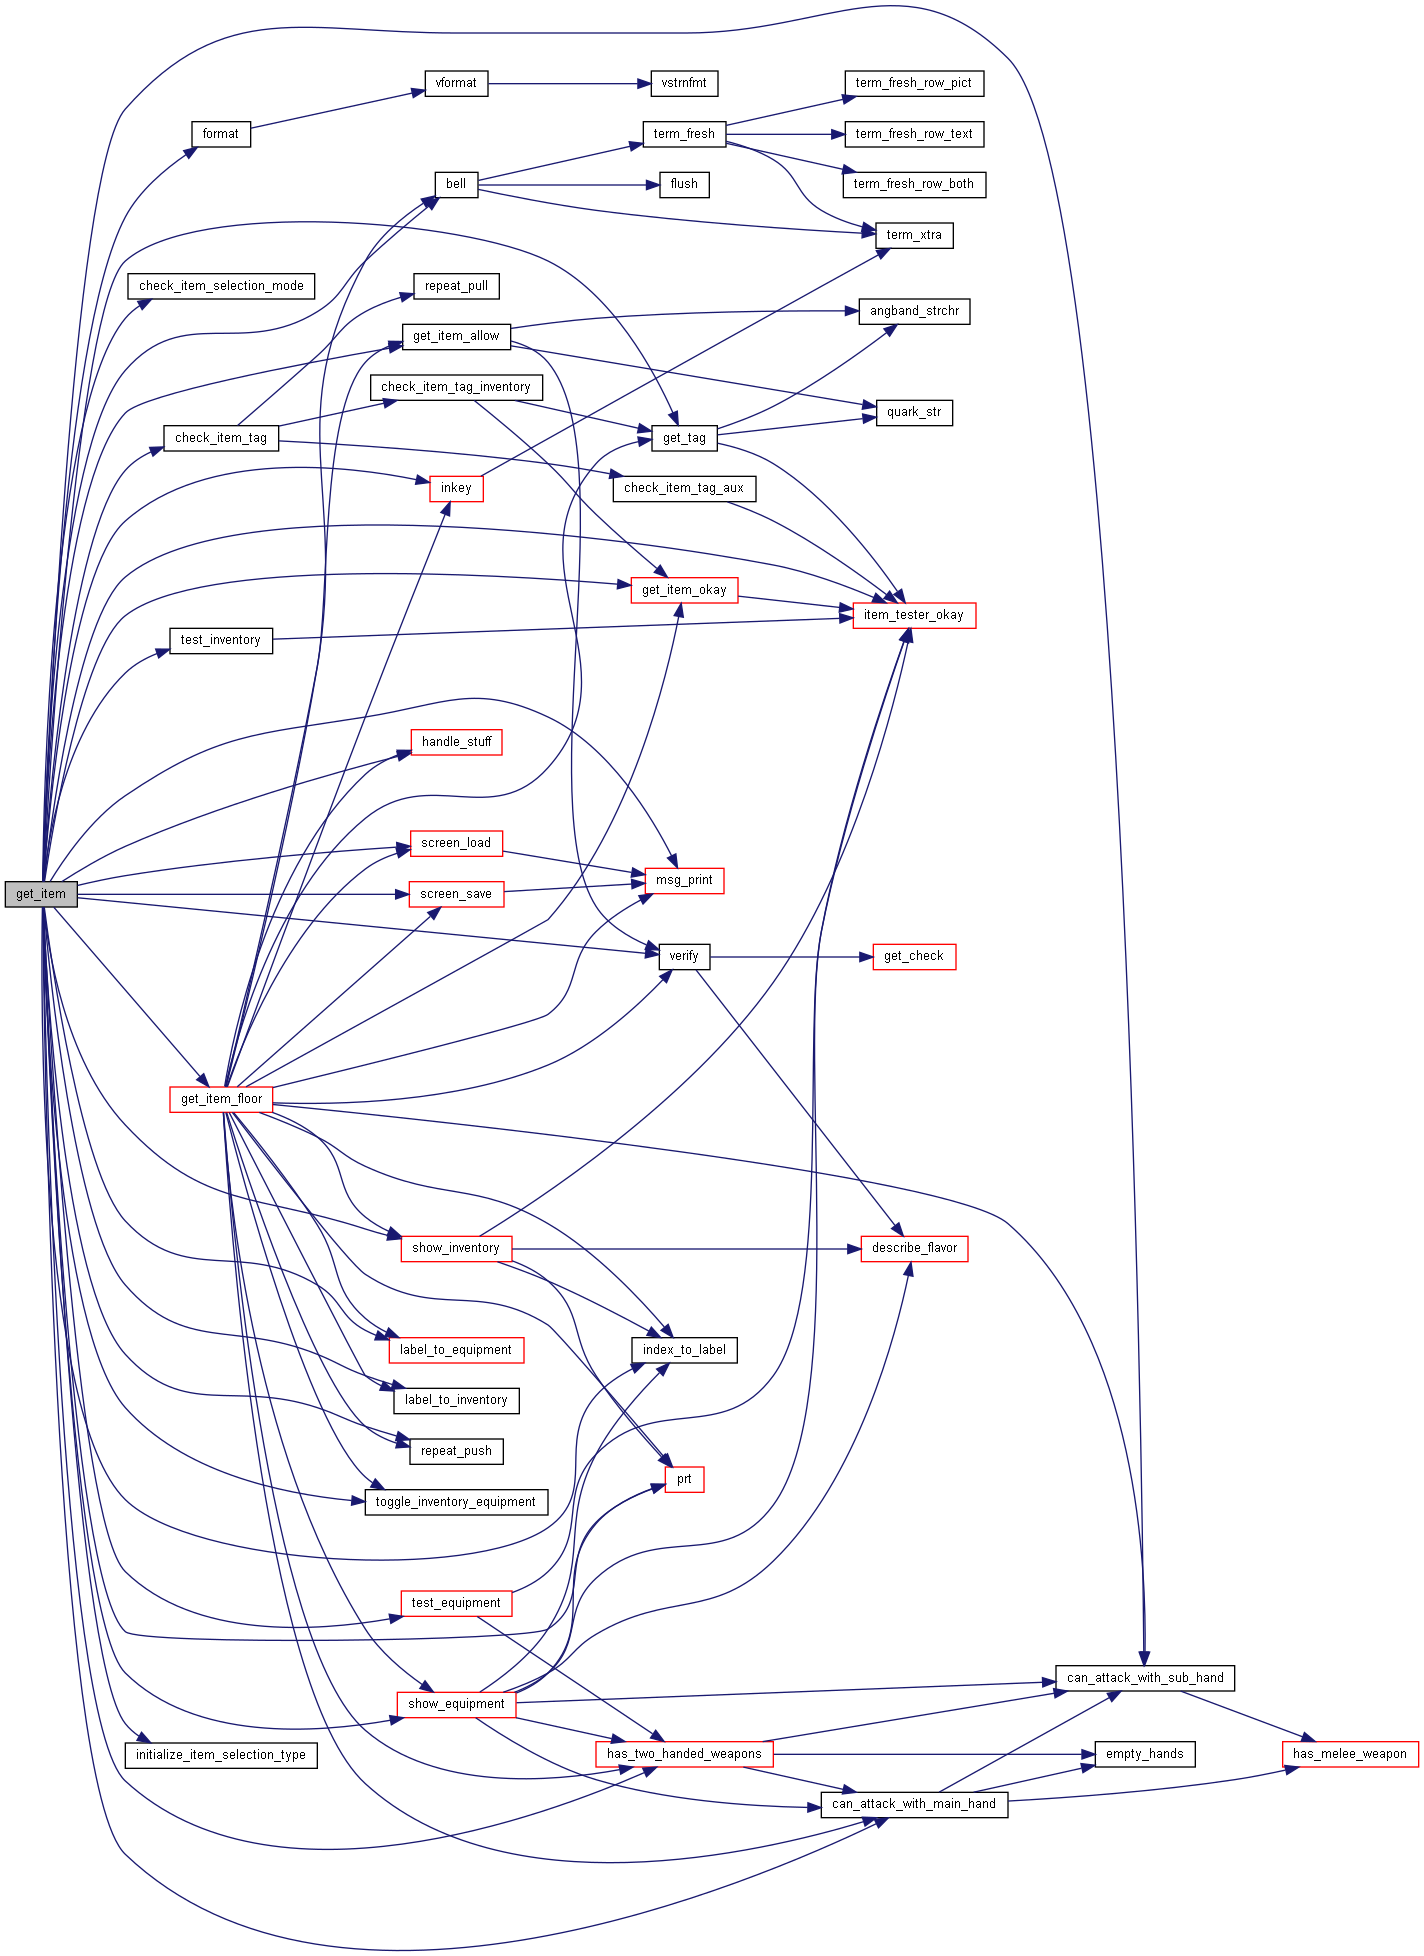 vformat
vstrnfmt
term_fresh_row_pict
format
term_fresh
term_fresh_row_text
bell
flush
term_fresh_row_both
term_xtra
check_item_selection_mode
repeat_pull
get_item_allow
angband_strchr
check_item_tag_inventory
quark_str
check_item_tag
get_tag
inkey
check_item_tag_aux
get_item_okay
item_tester_okay
test_inventory
handle_stuff
screen_load
get_item
screen_save
msg_print
verify
get_check
get_item_floor
show_inventory
describe_flavor
label_to_equipment
index_to_label
label_to_inventory
repeat_push
prt
toggle_inventory_equipment
test_equipment
can_attack_with_sub_hand
show_equipment
initialize_item_selection_type
has_two_handed_weapons
empty_hands
has_melee_weapon
can_attack_with_main_hand